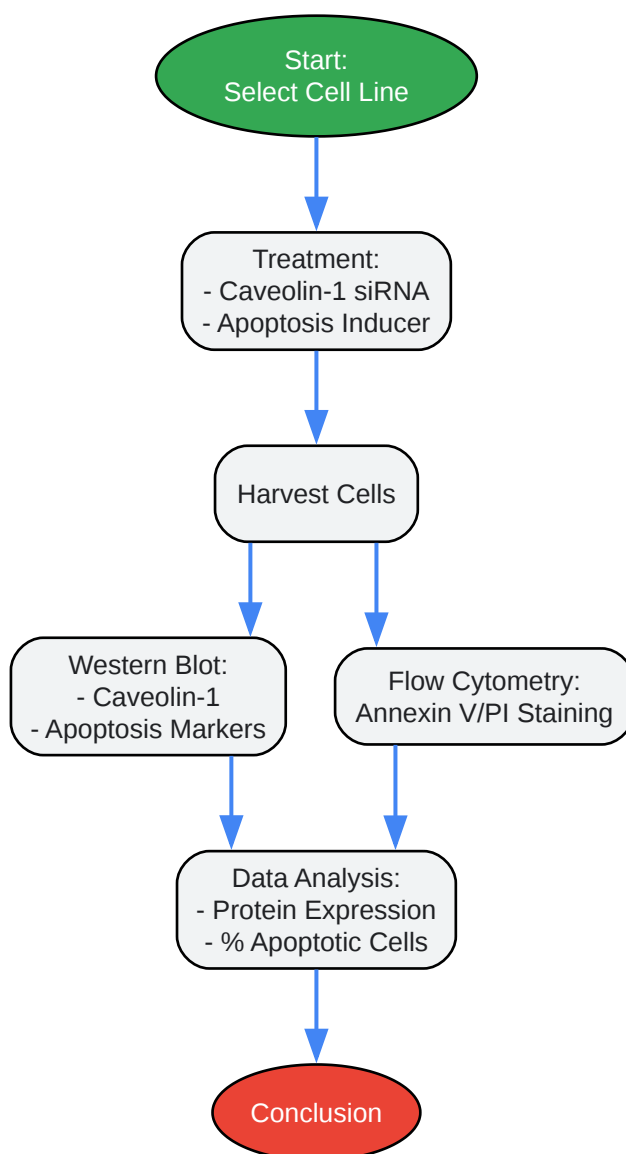 Start:
Select Cell Line
Treatment:
- Caveolin-1 siRNA
- Apoptosis Inducer
Harvest Cells
Western Blot:
- Caveolin-1
- Apoptosis Markers
Flow Cytometry:
Annexin V/PI Staining
Data Analysis:
- Protein Expression
- % Apoptotic Cells
Conclusion